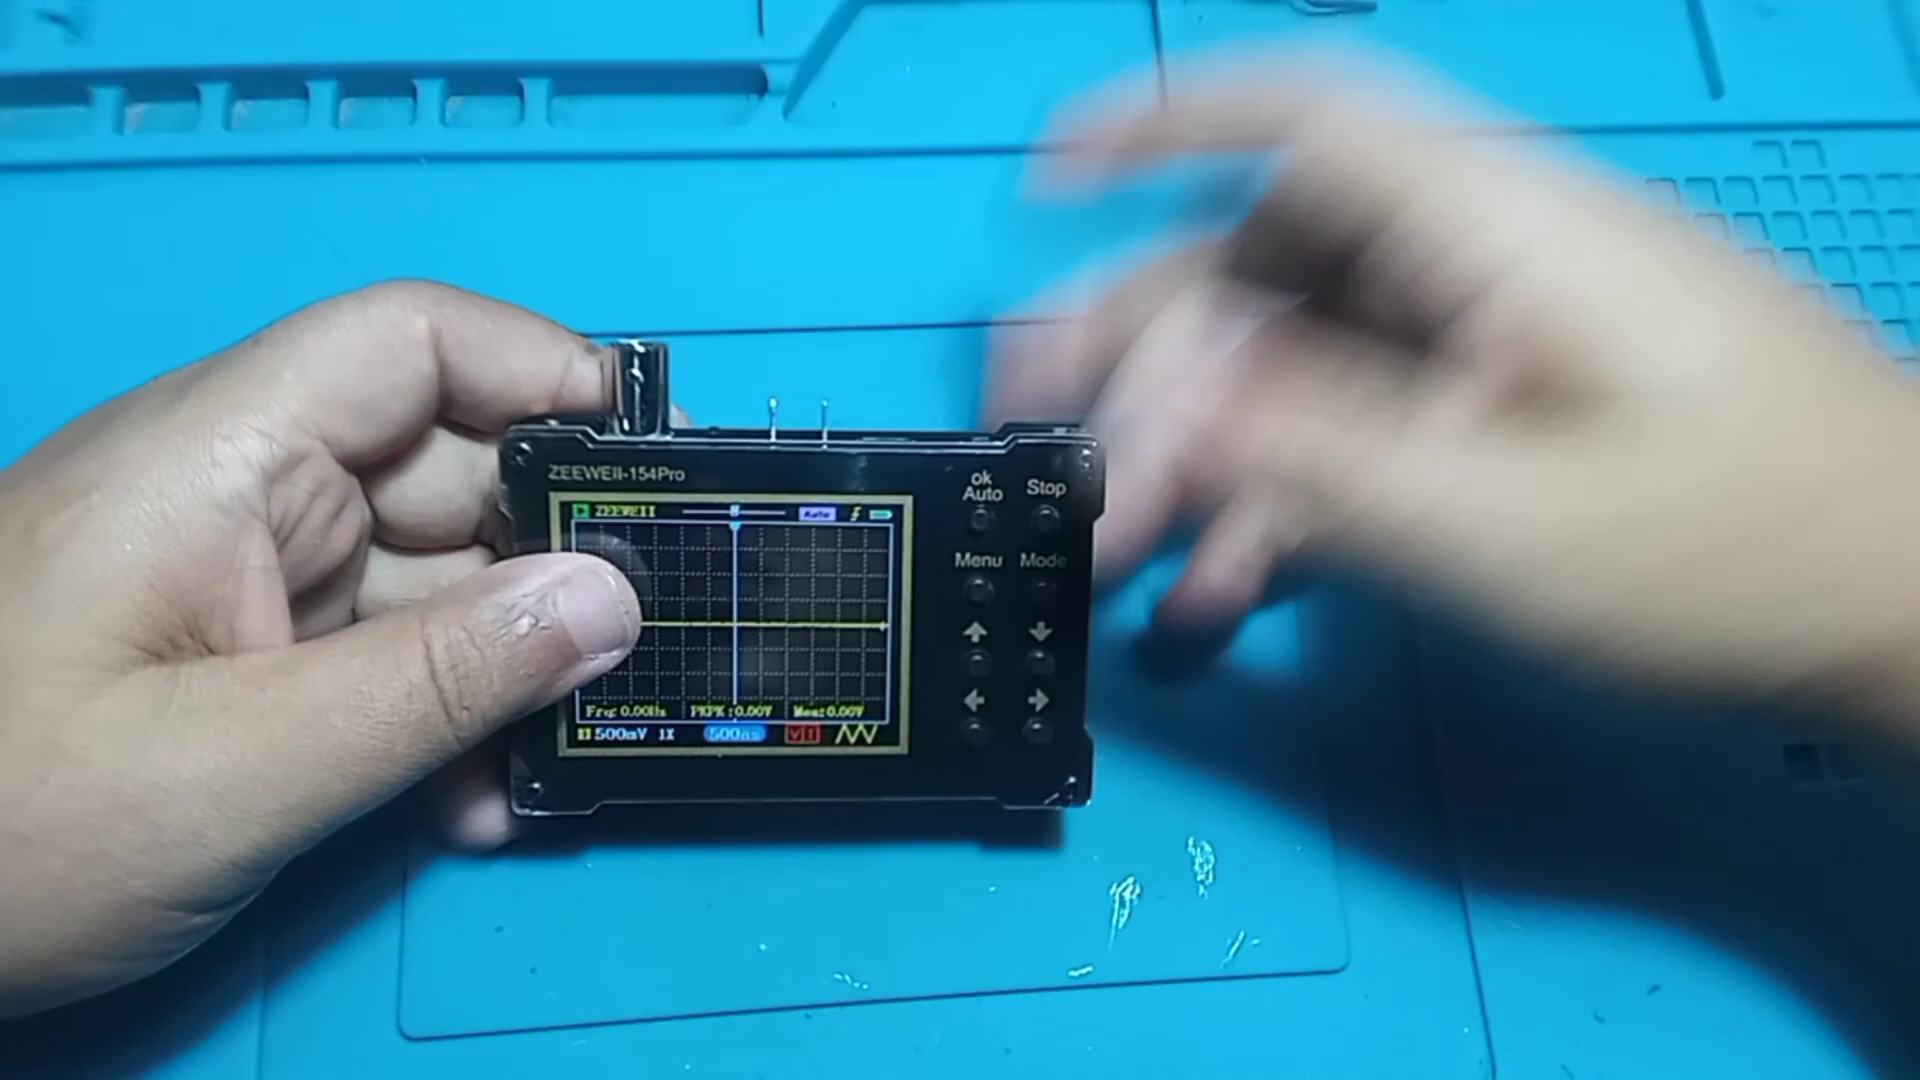 ZEEWEII-154Pro
ok
Auto
Stop
ZEEWEII
Auto
Menu
Mode
Frq:0.00Hz PKPK:0.00V Mea:0.00V
500mV 1X 500ns